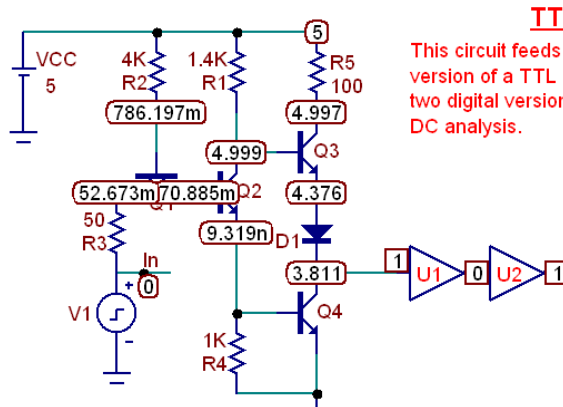 TT
This circuit feeds
version of a TTL
two digital version
DC analysis.
5
VCC
5
4K
R2
1.4K
R1
R5
100
786.197m
4.997
4.999
Q3
52.673m
70.885m
Q2
4.376
50
R3
9.319n
D1
In
0
3.811
1
U1
0
U2
1
V1
+
-
Q4
1K
R4